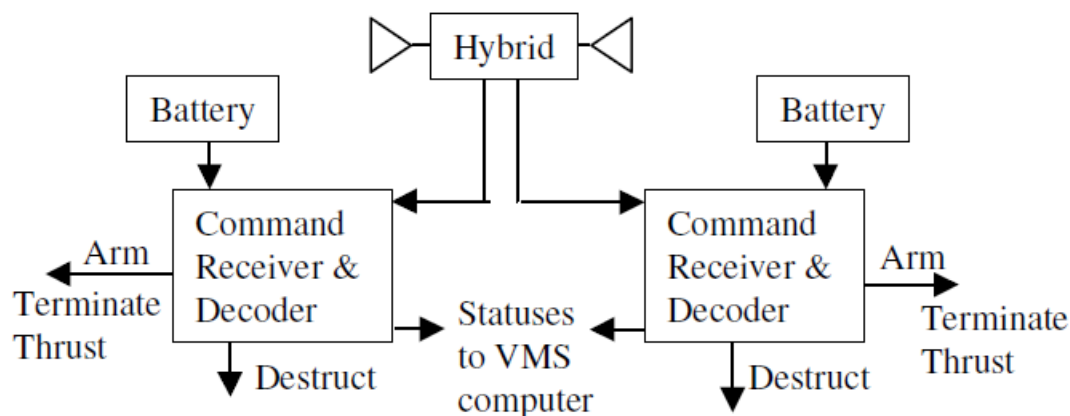 Hybrid
Battery
Battery
Command
Receiver &
Decoder
Command
Receiver &
Decoder
Arm
Terminate
Thrust
Arm
Terminate
Thrust
Statuses
to VMS
computer
Destruct
Destruct